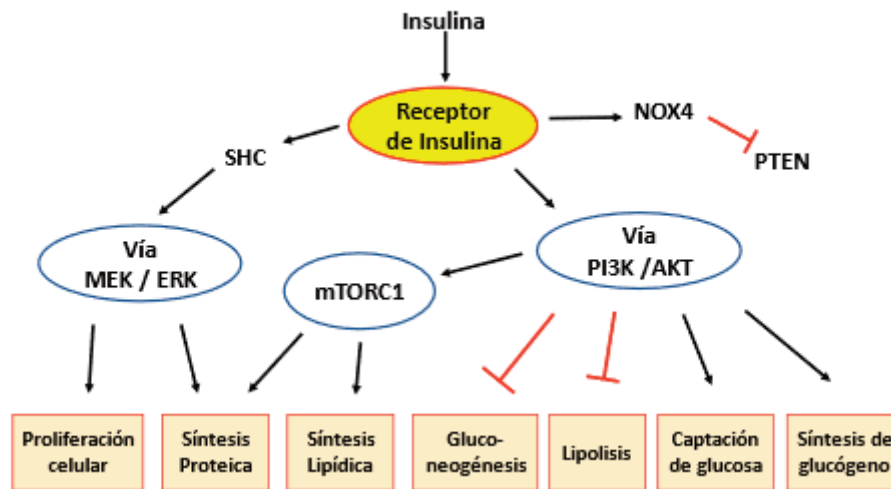 Insulina
Receptor
de Insulina
NOX4
PTEN
SHC
Vía
MEK / ERK
mTORC1
Vía
PI3K /AKT
Proliferación
celular
Síntesis
Proteica
Síntesis
Lipídica
Gluco-
neogénesis
Lipolisis
Captación
de glucosa
Síntesis de
glucógeno